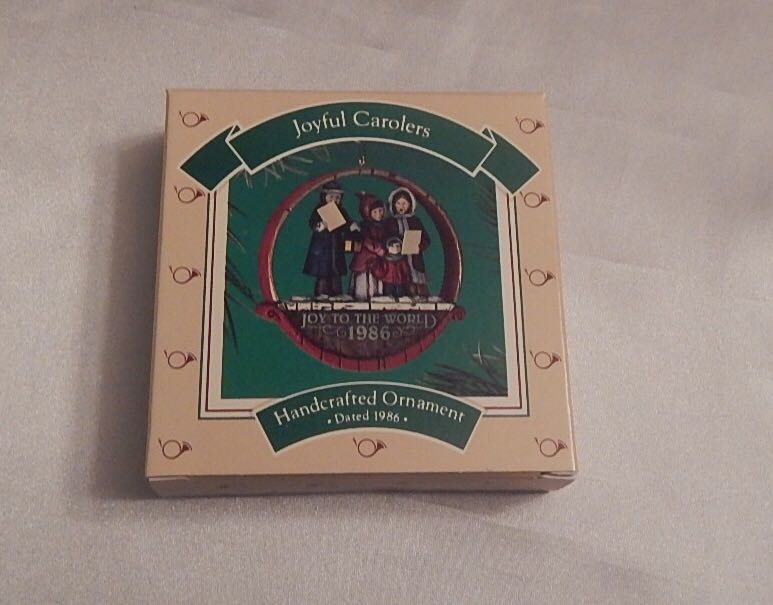 Joyful Carolers
JOY TO THE WORLD
1986
Handcrafted Ornament
• Dated 1986 •